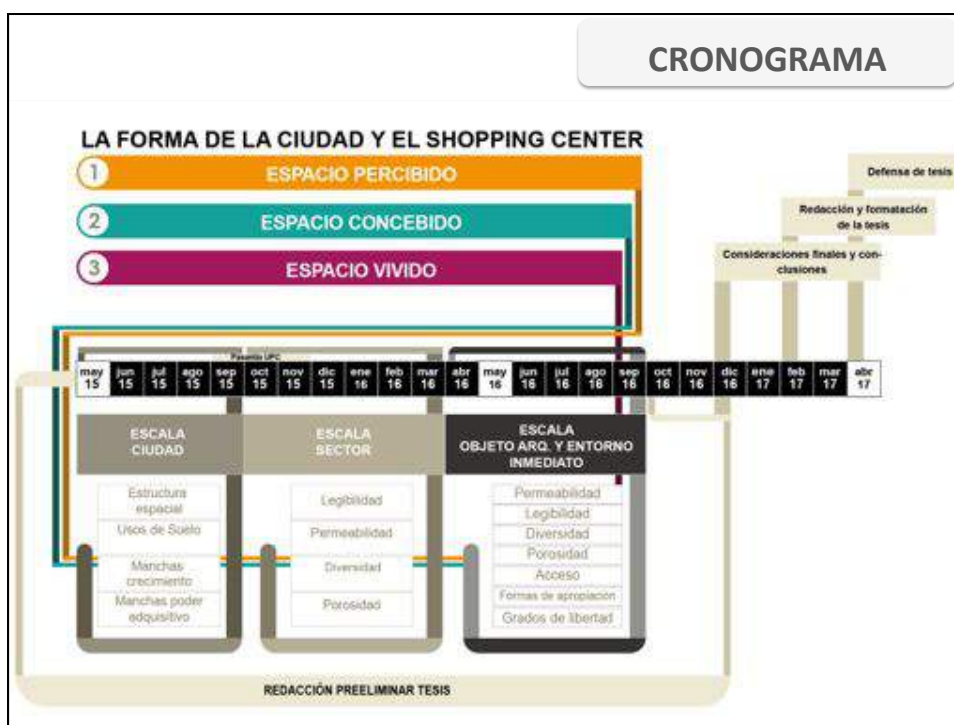 CRONOGRAMA
LA FORMA DE LA CIUDAD Y EL SHOPPING CENTER
1 ESPACIO PERCIBIDO
2 ESPACIO CONCEBIDO
3 ESPACIO VIVIDO
Defensa de tesis
Redacción y formatación
de la tesis
Consideraciones finales y con-
clusiones
Pasantía UPC
may jun jul ago sep oct nov dic ene feb mar abr may jun jul ago sep oct nov dic ene feb mar abr
15 15 15 15 15 15 15 15 16 16 16 16 16 16 16 16 16 16 16 16 17 17 17 17
ESCALA
CIUDAD
Estructura
espacial
Usos de Suelo
Manchas
crecimiento
Manchas poder
adquisitivo
ESCALA
SECTOR
Legibilidad
Permeabilidad
Diversidad
Porosidad
ESCALA
OBJETO ARQ. Y ENTORNO
INMEDIATO
Permeabilidad
Legibilidad
Diversidad
Porosidad
Acceso
Formas de apropiación
Grados de libertad
REDACCIÓN PREELIMINAR TESIS